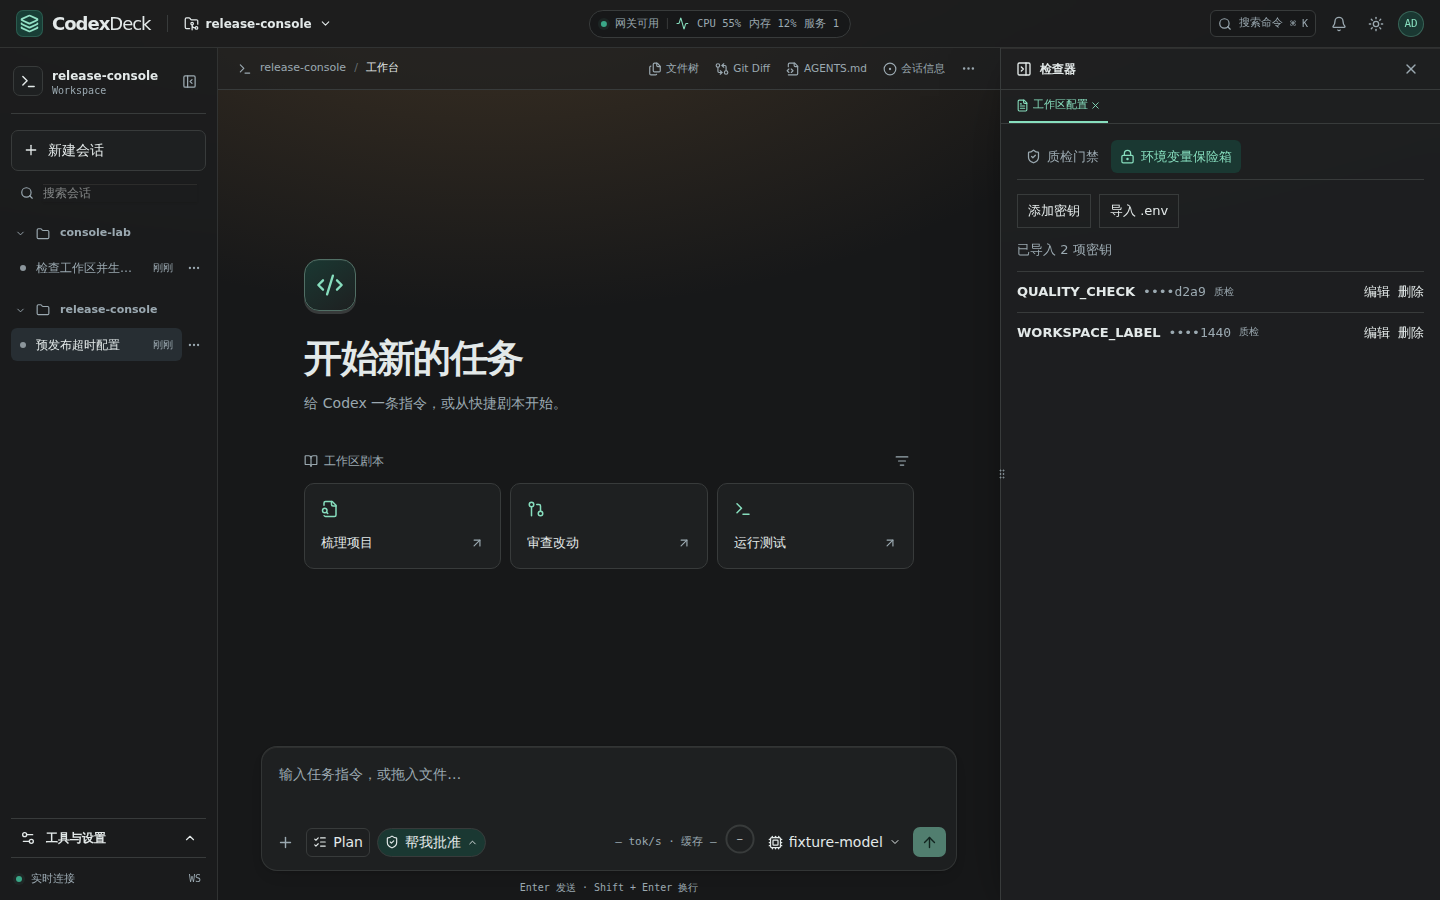 CodexDeck
release-console
网关可用 CPU 55% 内存 12% 服务 1
搜索命令 ⌘ K
AD
release-console
Workspace
新建会话
搜索会话
console-lab
检查工作区并生… 刚刚
release-console
预发布超时配置 刚刚
工具与设置
实时连接 WS
release-console / 工作台
文件树 Git Diff AGENTS.md 会话信息
开始新的任务
给 Codex 一条指令，或从快捷剧本开始。
工作区剧本
梳理项目
审查改动
运行测试
输入任务指令，或拖入文件…
Plan 帮我批准 — tok/s · 缓存 — — fixture-model
Enter 发送 · Shift + Enter 换行
检查器
工作区配置
质检门禁 环境变量保险箱
添加密钥 导入 .env
已导入 2 项密钥
QUALITY_CHECK ••••d2a9 质检 编辑 删除
WORKSPACE_LABEL ••••1440 质检 编辑 删除